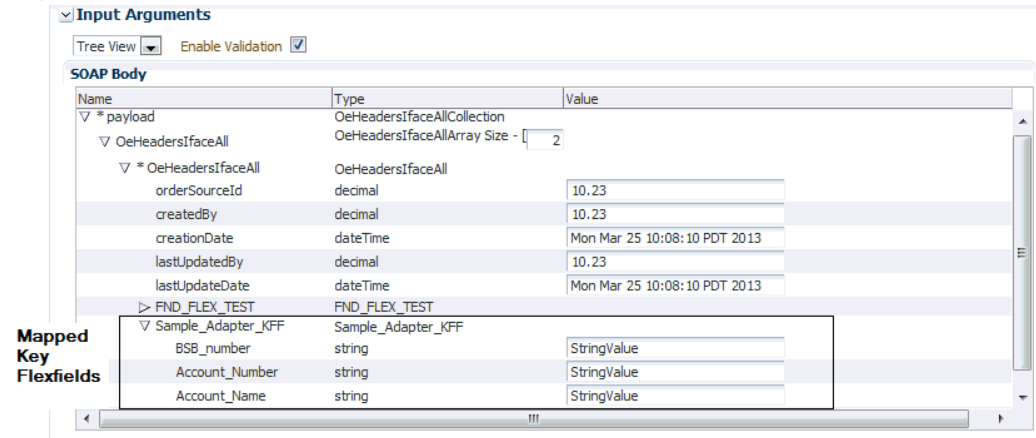 Input Arguments
Tree View Enable Validation
SOAP Body
Name Type Value
* payload OeHeadersIfaceAllCollection
OeHeadersIfaceAll OeHeadersIfaceAllArray Size - [ 2
* OeHeadersIfaceAll OeHeadersIfaceAll
orderSourceId decimal 10.23
createdBy decimal 10.23
creationDate dateTime Mon Mar 25 10:08:10 PDT 2013
lastUpdatedBy decimal 10.23
lastUpdateDate dateTime Mon Mar 25 10:08:10 PDT 2013
FND_FLEX_TEST FND_FLEX_TEST
Sample_Adapter_KFF Sample_Adapter_KFF
Mapped
Key
Flexfields
BSB_number string StringValue
Account_Number string StringValue
Account_Name string StringValue